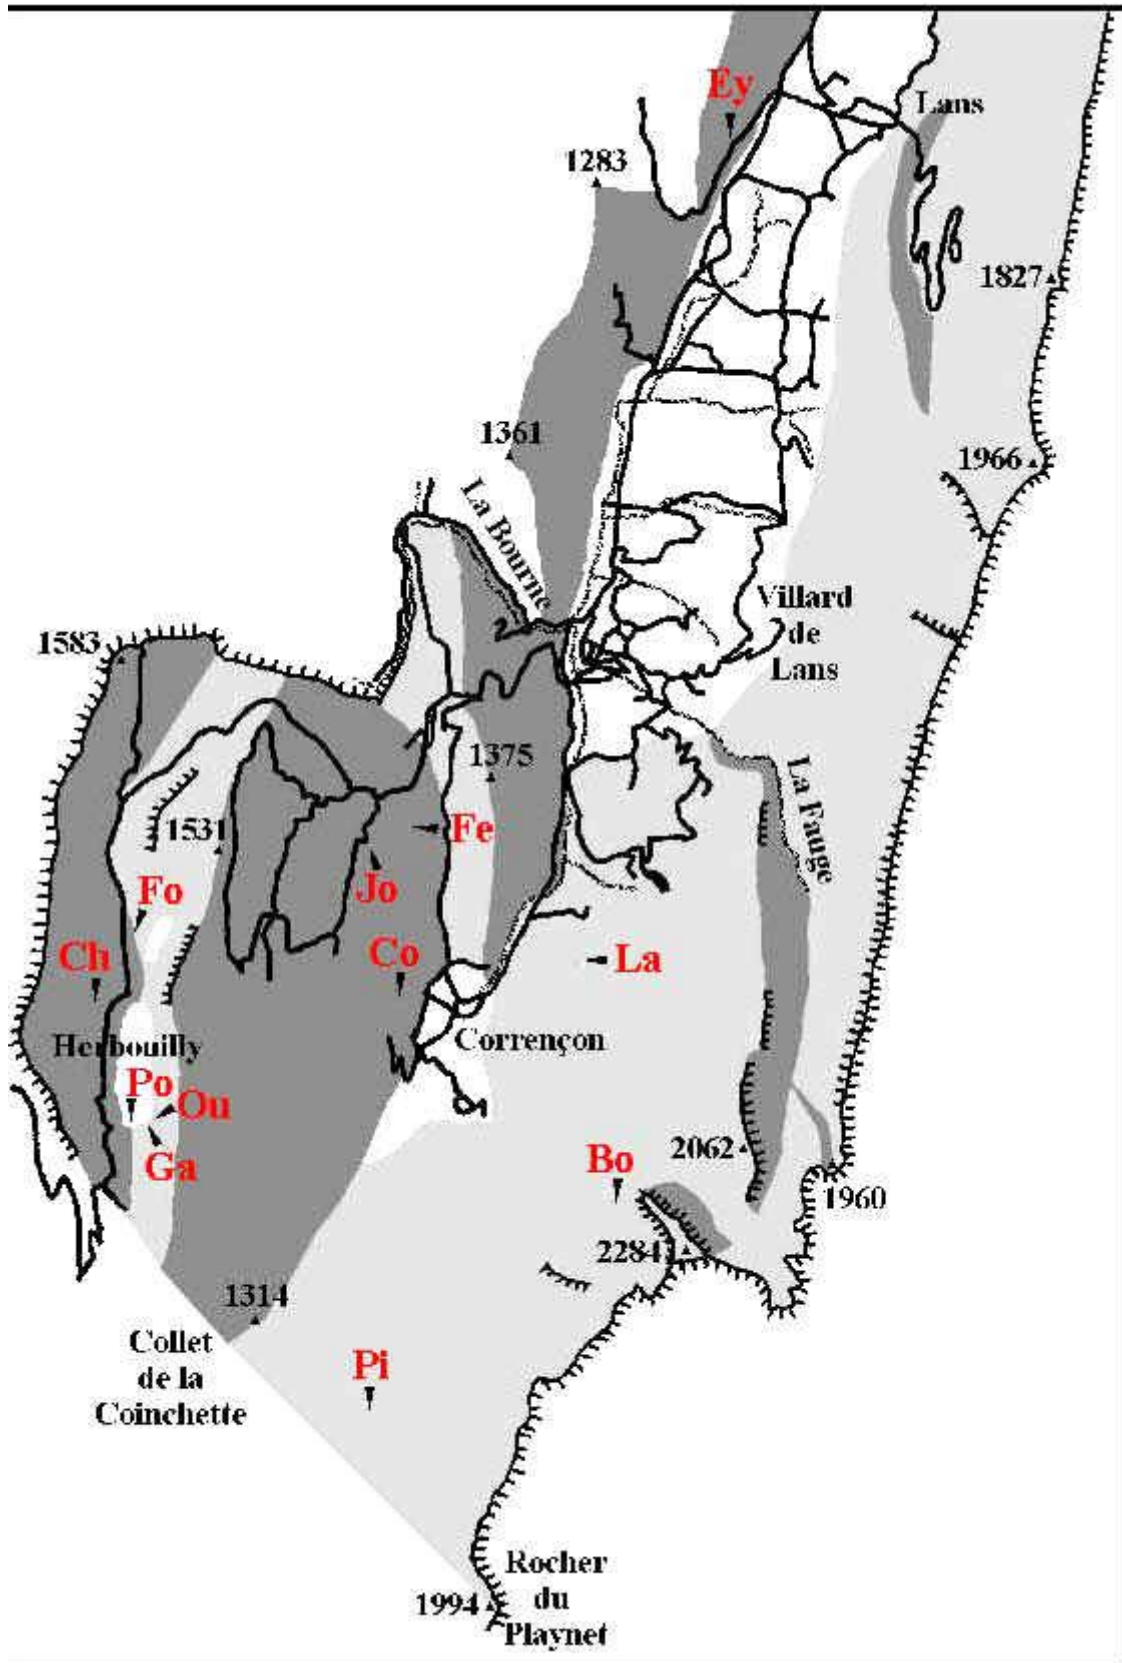 Ey
Lans
1283
1827
1361
1966
La Bourne
Villard
de
Lans
1583
1375
La Fauge
1531
Fe
Jo
Fo
Ch
Co
La
Herbouilly
Corrençon
Po
Ou
Ga
2062
Bo
1960
2284
1314
Collet
de la
Coinchette
Pi
Rocher
du
Playnet
1994